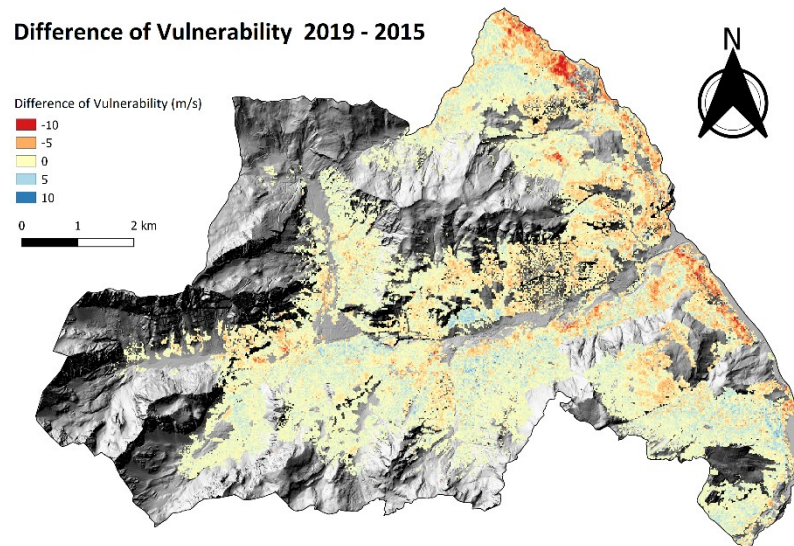 Difference of Vulnerability 2019 - 2015
N
Difference of Vulnerability (m/s)
-10
-5
0
5
10
0 1 2 km